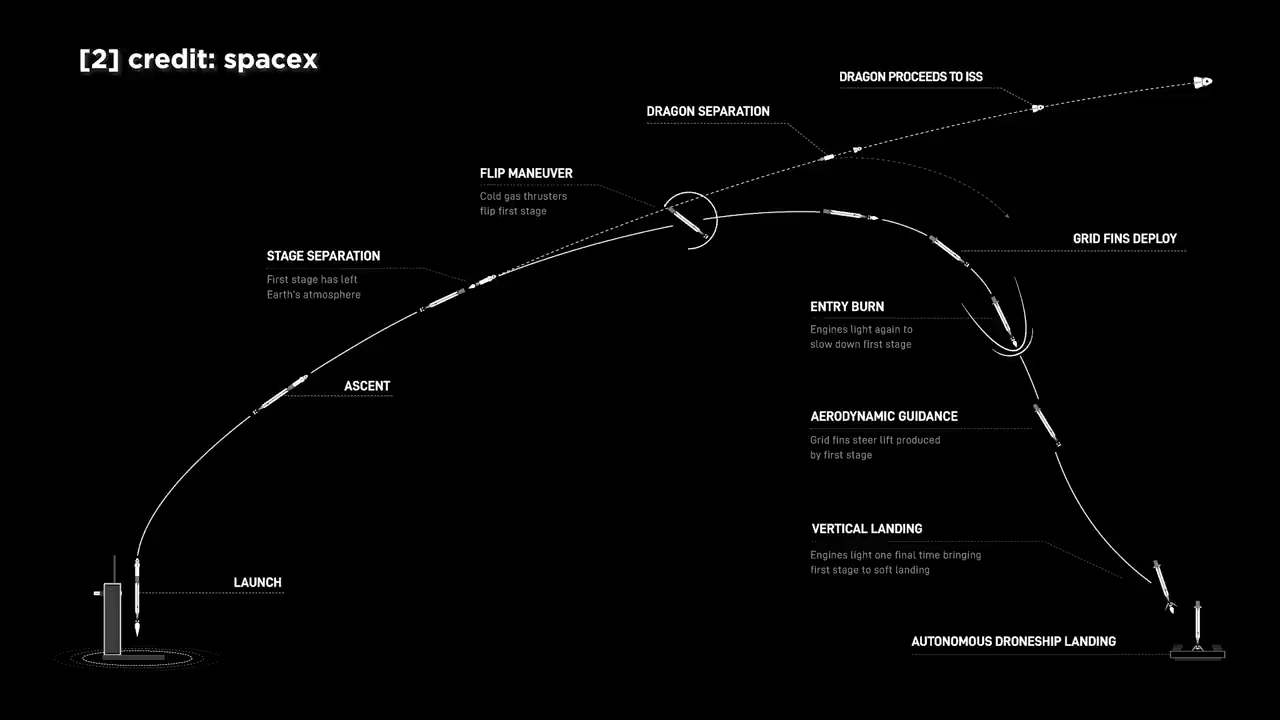 [2] credit: spacex
DRAGON PROCEEDS TO ISS
DRAGON SEPARATION
FLIP MANEUVER
Cold gas thrusters
flip first stage
STAGE SEPARATION
First stage has left
Earth's atmosphere
ASCENT
LAUNCH
GRID FINS DEPLOY
ENTRY BURN
Engines light again to
slow down first stage
AERODYNAMIC GUIDANCE
Grid fins steer lift produced
by first stage
VERTICAL LANDING
Engines light one final time bringing
first stage to soft landing
AUTONOMOUS DRONESHIP LANDING